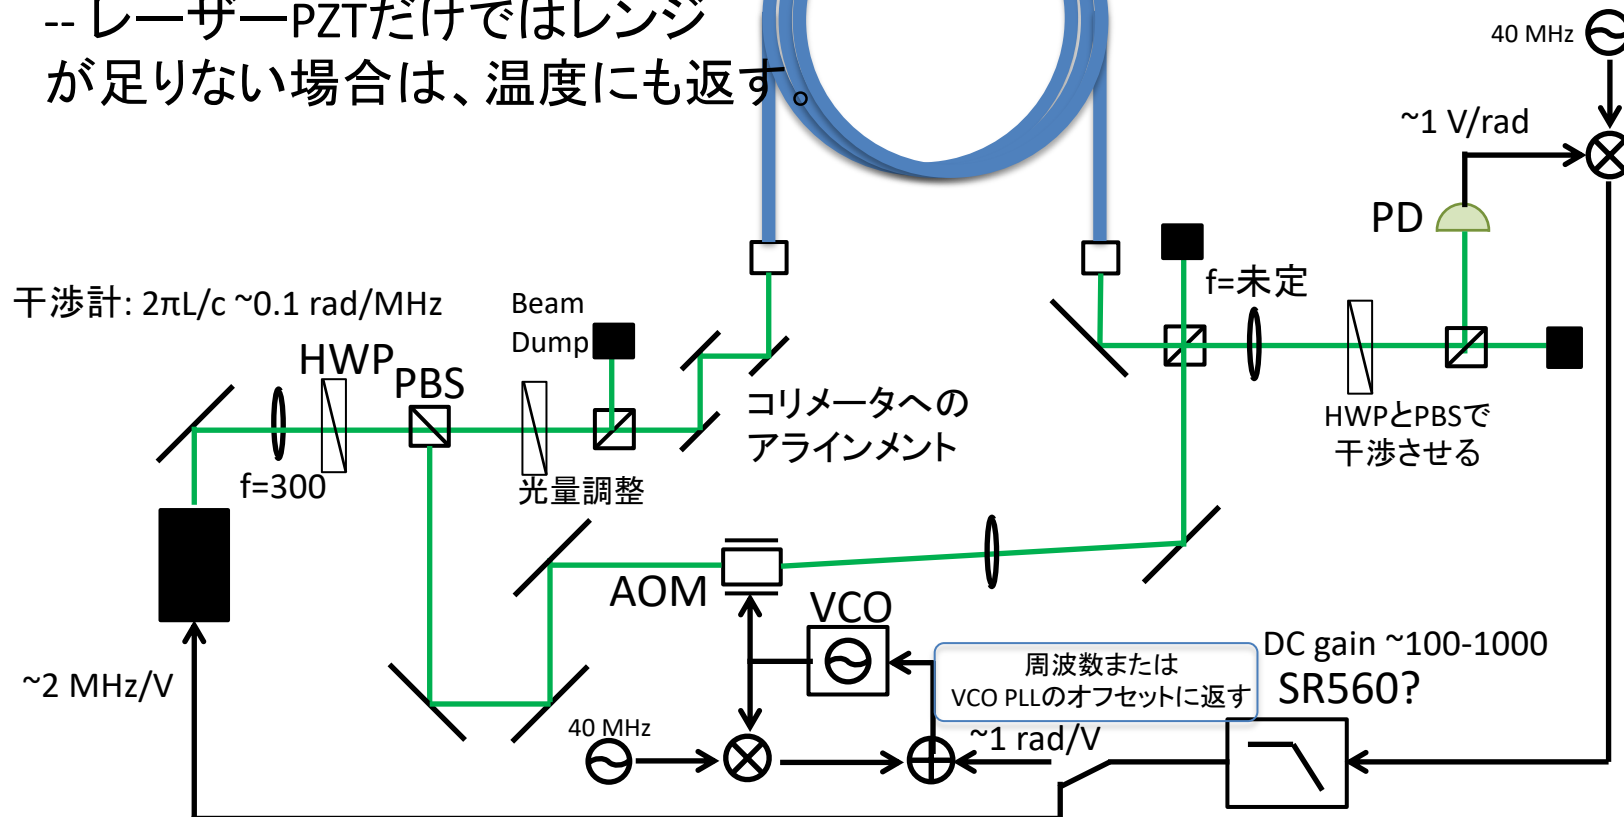 -- レーザーPZTだけではレンジ
が足りない場合は、温度にも返す。
40 MHz
~1 V/rad
PD
干渉計: 2πL/c ~0.1 rad/MHz
Beam
Dump
f=未定
HWP
PBS
コリメータへの
アラインメント
HWPとPBSで
干渉させる
f=300
光量調整
AOM
VCO
~2 MHz/V
周波数または
VCO PLLのオフセットに返す
DC gain ~100-1000
SR560?
40 MHz
~1 rad/V